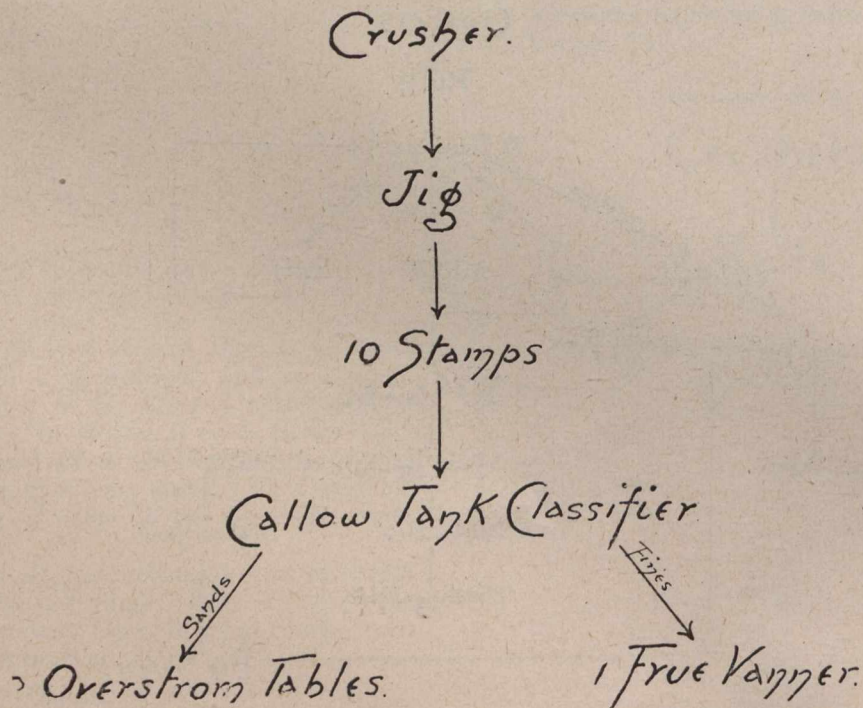 Crusher.
Jig
10 Stamps
Callow Tank Classifier
Sands
Fines
Overstrom Tables.
1 Frue Vanner.